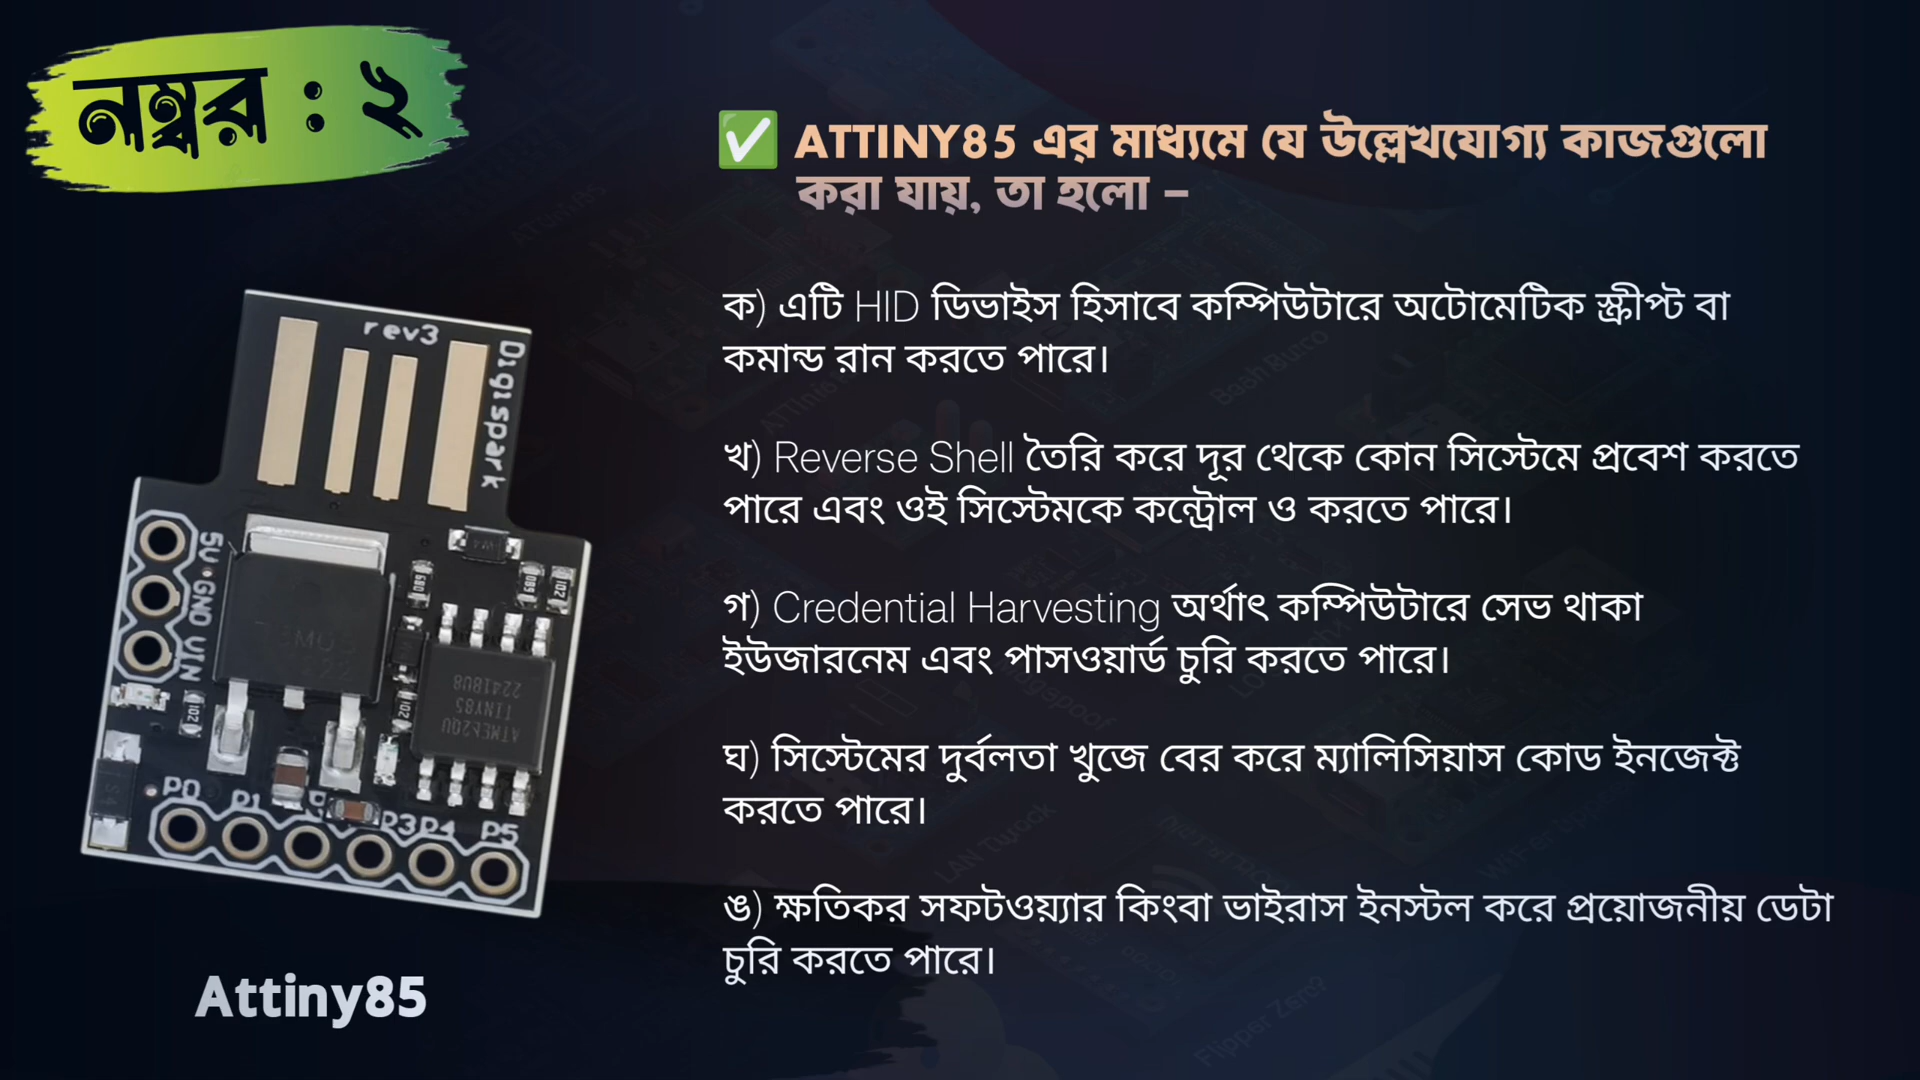 নম্বর : ২
✅ ATTINY85 এর মাধ্যমে যে উল্লেখযোগ্য কাজগুলো
করা যায়, তা হলো –
ক) এটি HID ডিভাইস হিসাবে কম্পিউটারে অটোমেটিক স্ক্রীপ্ট বা
কমান্ড রান করতে পারে।
খ) Reverse Shell তৈরি করে দূর থেকে কোন সিস্টেমে প্রবেশ করতে
পারে এবং ওই সিস্টেমকে কন্ট্রোল ও করতে পারে।
গ) Credential Harvesting অর্থাৎ কম্পিউটারে সেভ থাকা
ইউজারনেম এবং পাসওয়ার্ড চুরি করতে পারে।
ঘ) সিস্টেমের দুর্বলতা খুজে বের করে ম্যালিসিয়াস কোড ইনজেক্ট
করতে পারে।
ঙ) ক্ষতিকর সফটওয়্যার কিংবা ভাইরাস ইনস্টল করে প্রয়োজনীয় ডেটা
চুরি করতে পারে।
rev3
Digispark
5V GND VIN
TINY85
22418U8
P0 P1 P3 P4 P5
Attiny85